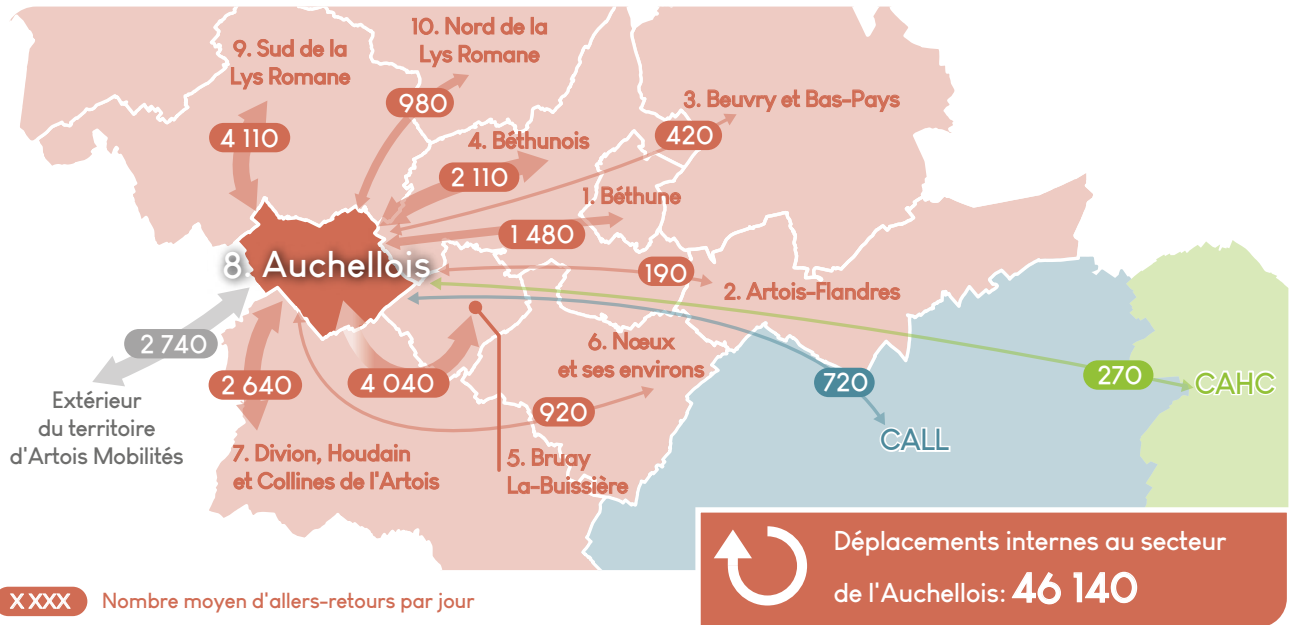 10. Nord de la
Lys Romane
9. Sud de la
Lys Romane
980
3. Beuvry et Bas-Pays
4 110
420
4. Béthunois
2 110
1. Béthune
1 480
8. Auchellois
190
2. Artois-Flandres
2 740
6. Nœux
et ses environs
2 640
4 040
720
270
CAHC
Extérieur
du territoire
d'Artois Mobilités
920
CALL
7. Divion, Houdain
et Collines de l'Artois
5. Bruay
La-Buissière
Déplacements internes au secteur
de l'Auchellois: 46 140
X XXX Nombre moyen d'allers-retours par jour